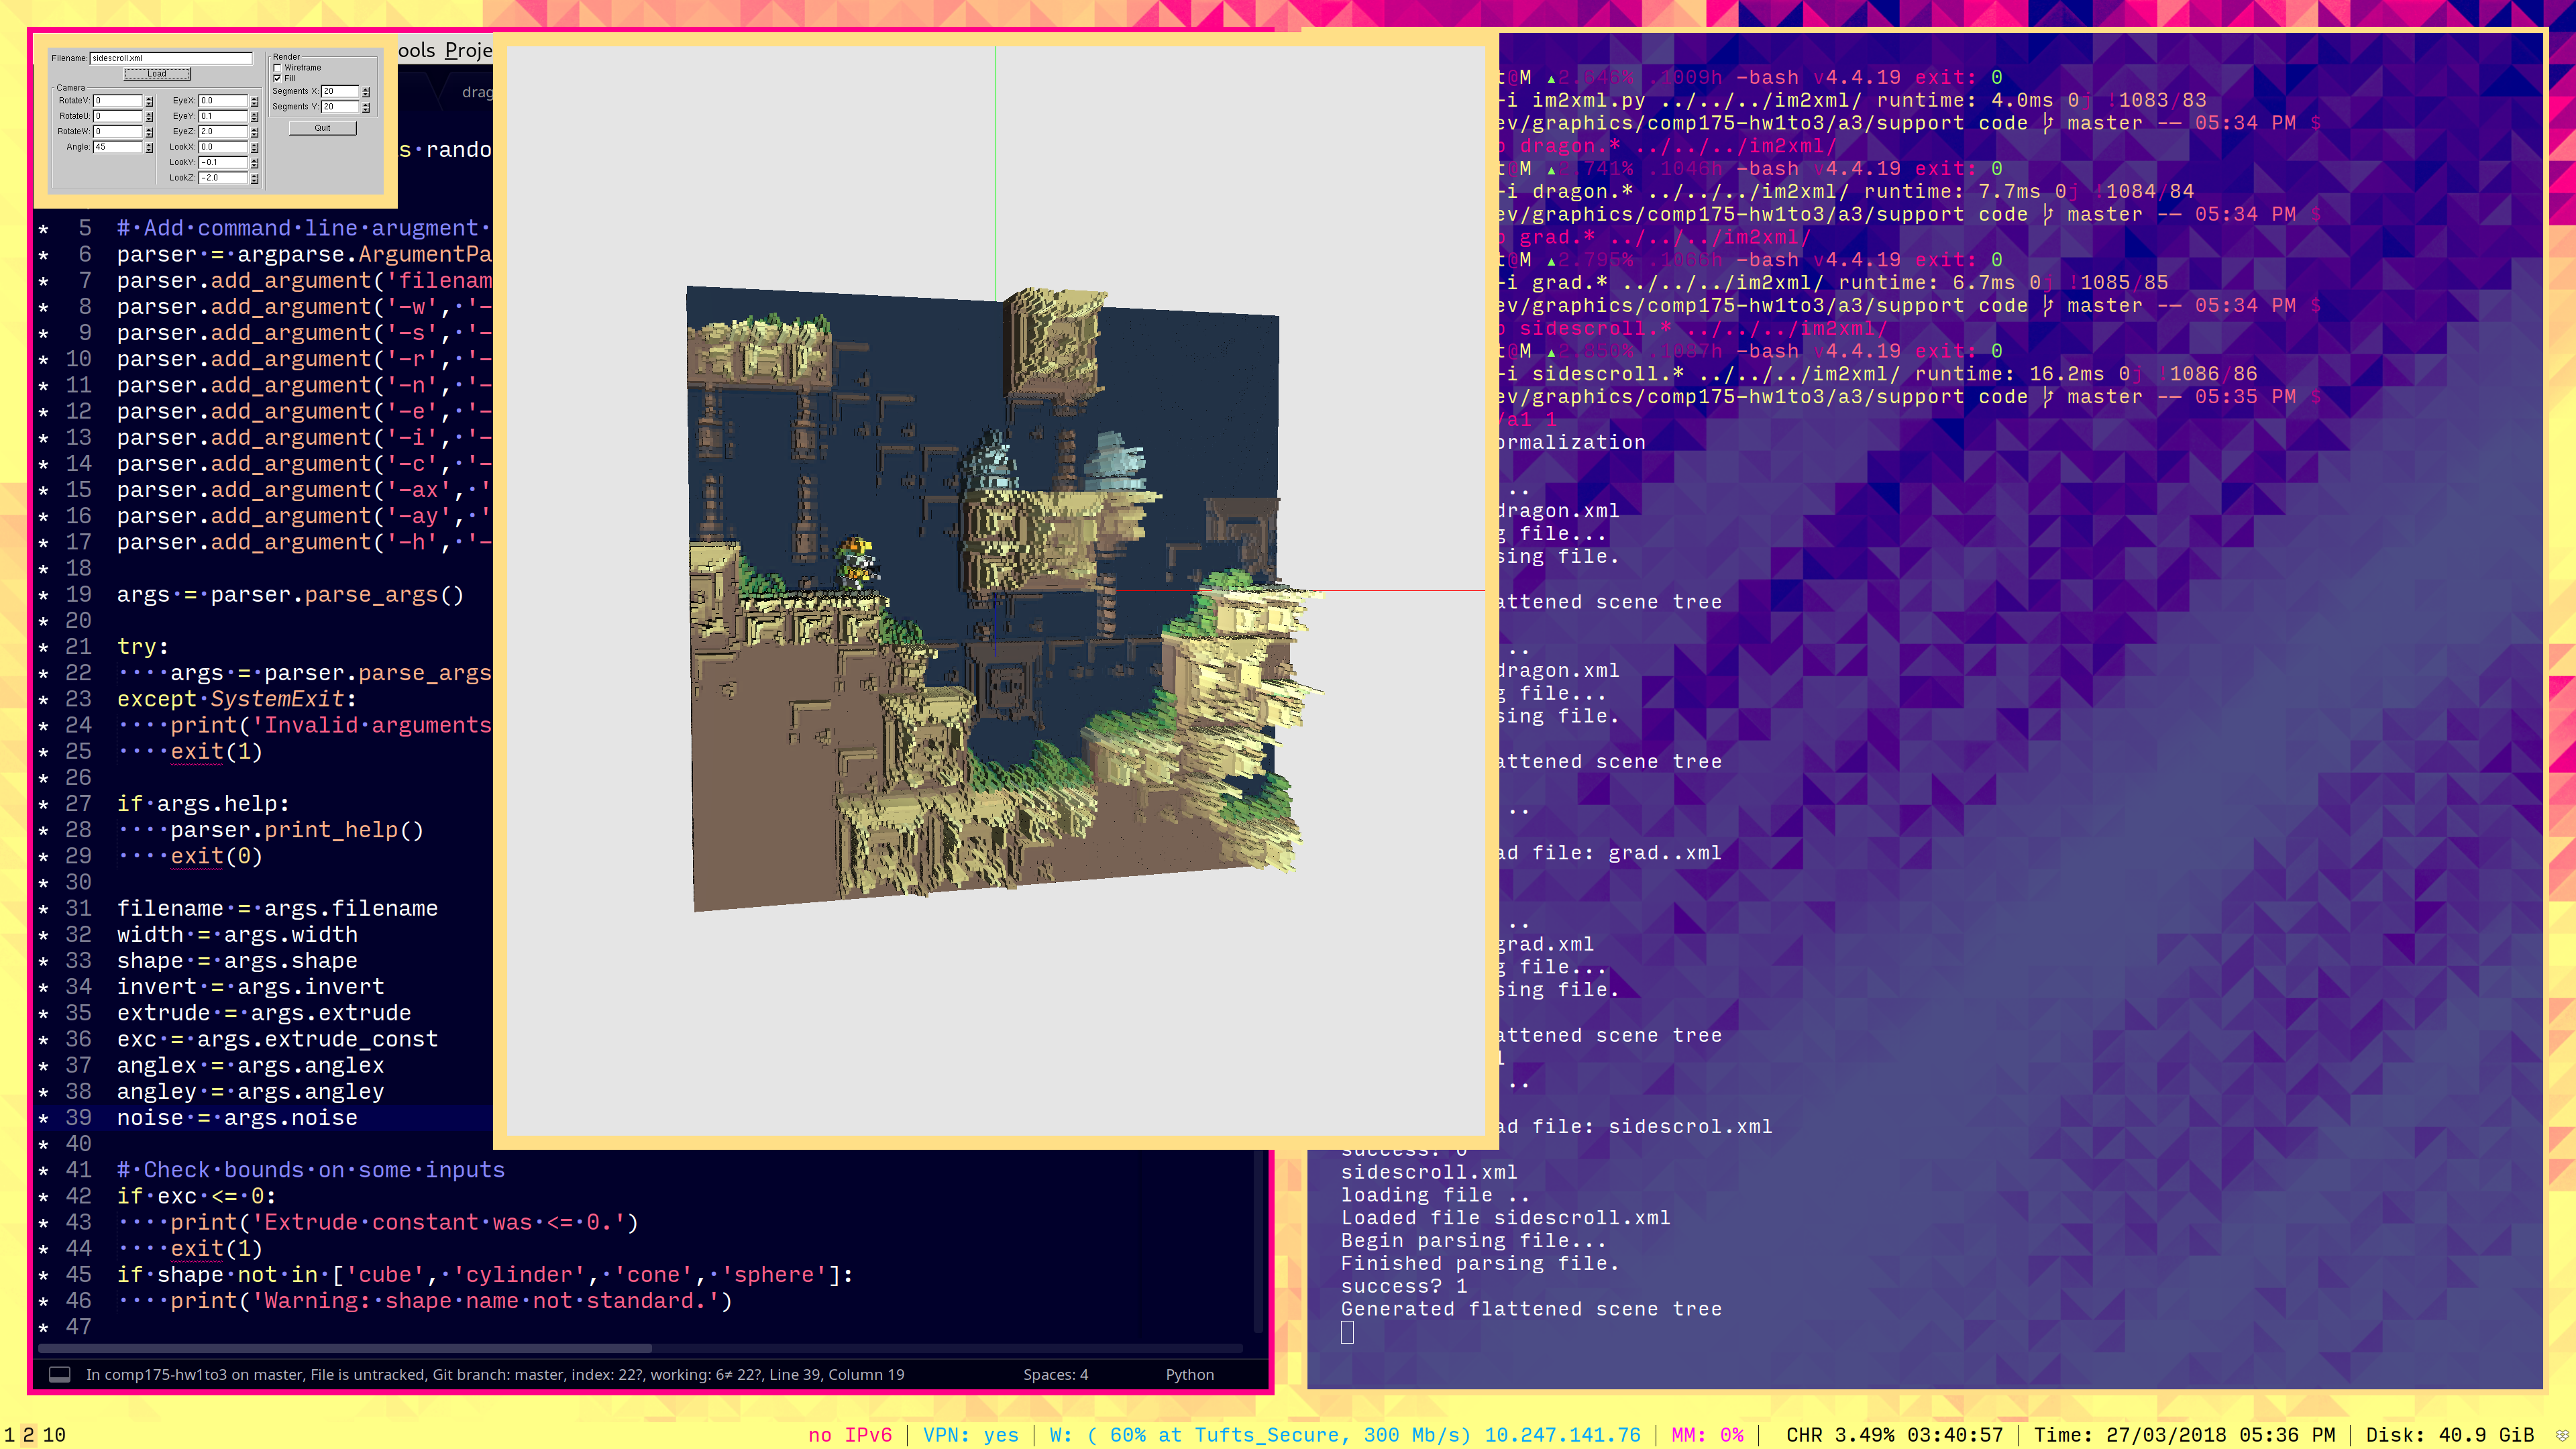 Filename: sidescroll.xml
Load
Camera
RotateV: 0
RotateU: 0
RotateW: 0
Angle: 45
EyeX: 0.0
EyeY: 0.1
EyeZ: 2.0
LookX: 0.0
LookY: -0.1
LookZ: -2.0
Render
Wireframe
Fill
Segments X: 20
Segments Y: 20
Quit
ools Proje
drag
s·rando
* 5 #·Add·command·line·arugment·
* 6 parser·=·argparse.ArgumentPa
* 7 parser.add_argument('filenam
* 8 parser.add_argument('-w',·'-
* 9 parser.add_argument('-s',·'-
* 10 parser.add_argument('-r',·'-
* 11 parser.add_argument('-n',·'-
* 12 parser.add_argument('-e',·'-
* 13 parser.add_argument('-i',·'-
* 14 parser.add_argument('-c',·'-
* 15 parser.add_argument('-ax',·'
* 16 parser.add_argument('-ay',·'
* 17 parser.add_argument('-h',·'-
* 18
* 19 args·=·parser.parse_args()
* 20
* 21 try:
* 22 ····args·=·parser.parse_args
* 23 except·SystemExit:
* 24 ····print('Invalid·arguments
* 25 ····exit(1)
* 26
* 27 if·args.help:
* 28 ····parser.print_help()
* 29 ····exit(0)
* 30
* 31 filename·=·args.filename
* 32 width·=·args.width
* 33 shape·=·args.shape
* 34 invert·=·args.invert
* 35 extrude·=·args.extrude
* 36 exc·=·args.extrude_const
* 37 anglex·=·args.anglex
* 38 angley·=·args.angley
* 39 noise·=·args.noise
* 40
* 41 #·Check·bounds·on·some·inputs
* 42 if·exc·<=·0:
* 43 ····print('Extrude·constant·was·<=·0.')
* 44 ····exit(1)
* 45 if·shape·not·in·['cube',·'cylinder',·'cone',·'sphere']:
* 46 ····print('Warning:·shape·name·not·standard.')
* 47
In comp175-hw1to3 on master, File is untracked, Git branch: master, index: 22?, working: 6≠ 22?, Line 39, Column 19 Spaces: 4 Python
t@M ▲2.643% .1009h -bash v4.4.19 exit: 0
-i im2xml.py ../../../im2xml/ runtime: 4.0ms 0j !1083/83
ev/graphics/comp175-hw1to3/a3/support code master -- 05:34 PM $
p dragon.* ../../../im2xml/
t@M ▲2.741% .1046h -bash v4.4.19 exit: 0
-i dragon.* ../../../im2xml/ runtime: 7.7ms 0j !1084/84
ev/graphics/comp175-hw1to3/a3/support code master -- 05:34 PM $
p grad.* ../../../im2xml/
t@M ▲2.795% .1066h -bash v4.4.19 exit: 0
-i grad.* ../../../im2xml/ runtime: 6.7ms 0j !1085/85
ev/graphics/comp175-hw1to3/a3/support code master -- 05:34 PM $
p sidescroll.* ../../../im2xml/
t@M ▲2.850% .1087h -bash v4.4.19 exit: 0
-i sidescroll.* ../../../im2xml/ runtime: 16.2ms 0j !1086/86
ev/graphics/comp175-hw1to3/a3/support code master -- 05:35 PM $
/a1 1
ormalization
..
dragon.xml
g file...
sing file.
attened scene tree
..
dragon.xml
g file...
sing file.
attened scene tree
..
ad file: grad..xml
..
grad.xml
g file...
sing file.
attened scene tree
l
..
ad file: sidescrol.xml
success? 0
sidescroll.xml
loading file ..
Loaded file sidescroll.xml
Begin parsing file...
Finished parsing file.
success? 1
Generated flattened scene tree
1 2 10
no IPv6 | VPN: yes | W: ( 60% at Tufts_Secure, 300 Mb/s) 10.247.141.76 | MM: 0% | CHR 3.49% 03:40:57 | Time: 27/03/2018 05:36 PM | Disk: 40.9 GiB